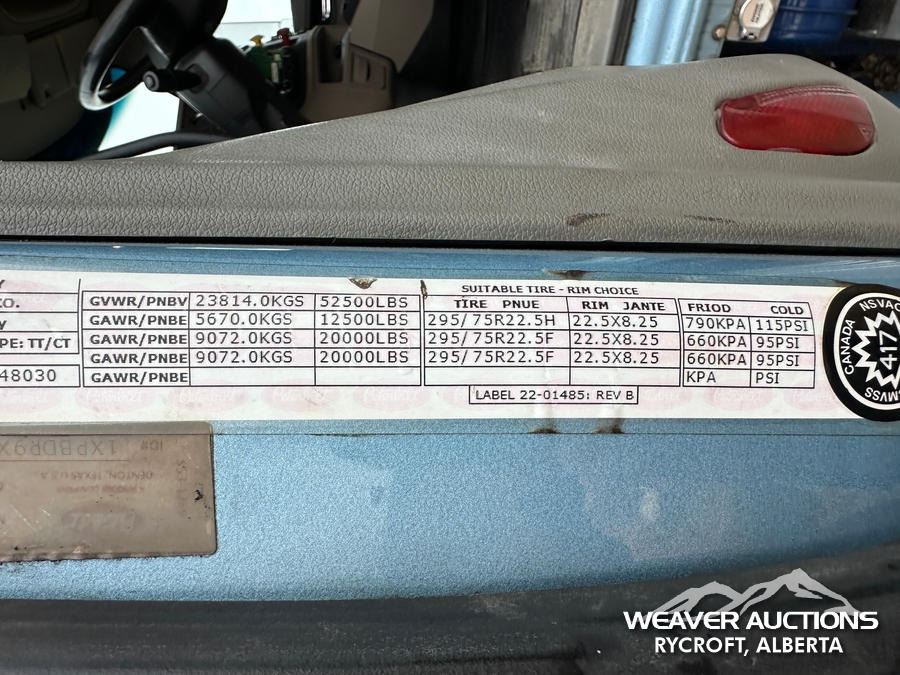 Y
CO.
Y
PE: TT/CT
48030
GVWR/PNBV 23814.0KGS 52500LBS
GAWR/PNBE 5670.0KGS 12500LBS
GAWR/PNBE 9072.0KGS 20000LBS
GAWR/PNBE 9072.0KGS 20000LBS
GAWR/PNBE
SUITABLE TIRE - RIM CHOICE
TIRE PNUE RIM JANTE
295/75R22.5H 22.5X8.25
295/75R22.5F 22.5X8.25
295/75R22.5F 22.5X8.25
FRIOD COLD
790KPA 115PSI
660KPA 95PSI
660KPA 95PSI
KPA PSI
LABEL 22-01485: REV B
CANADA
417
ID# 1XPBDR9X
DENTON, TEXAS U.S.A.
WEAVER AUCTIONS
RYCROFT, ALBERTA